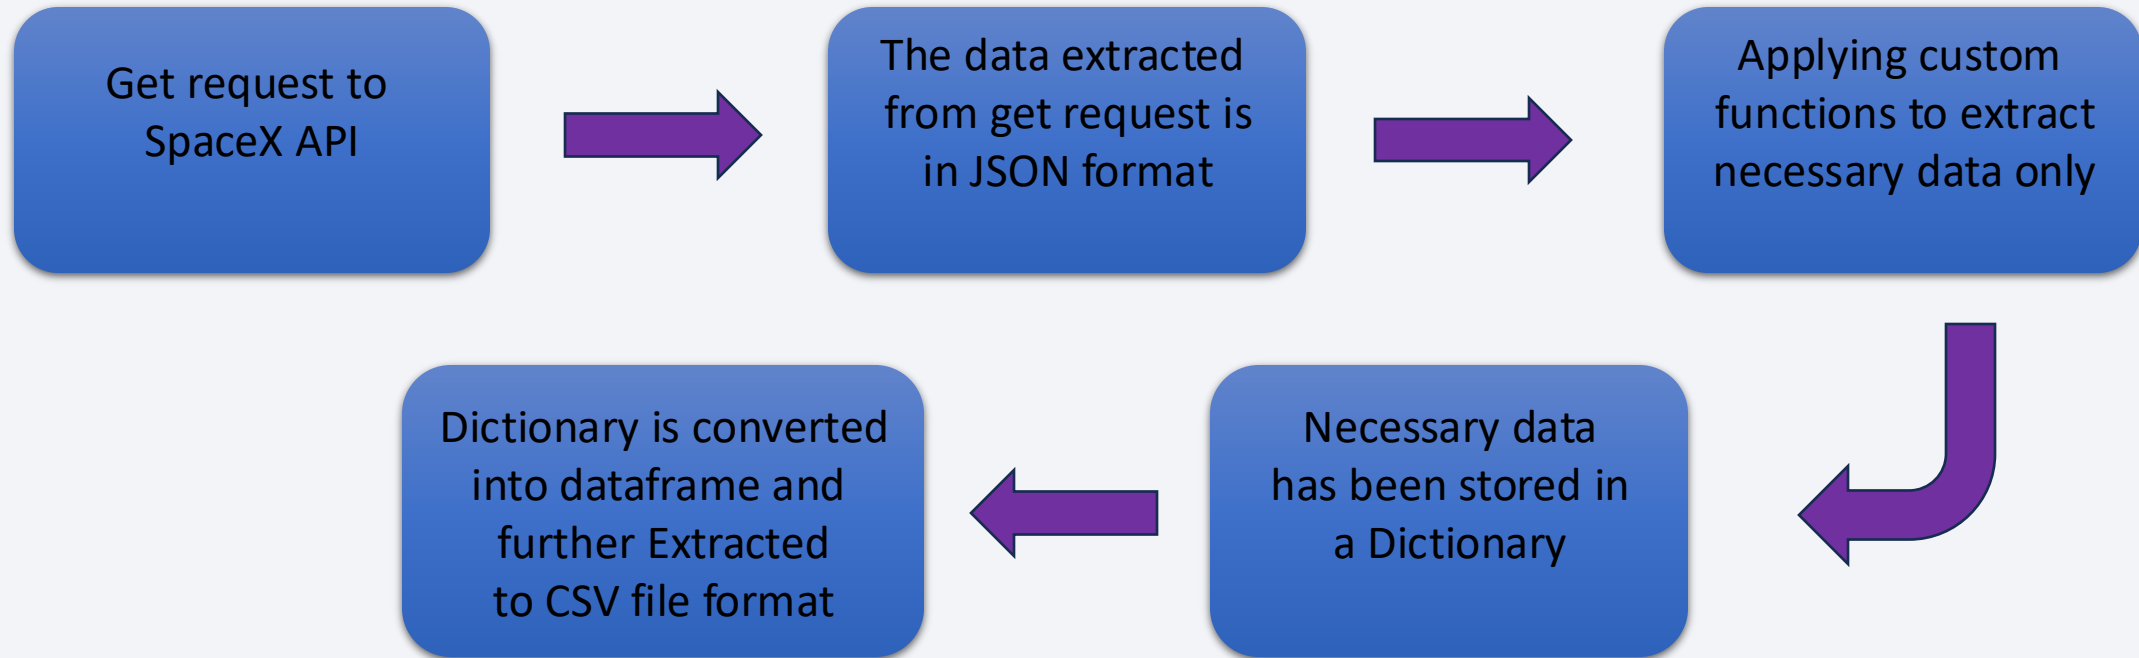 Get request to
SpaceX API
The data extracted
from get request is
in JSON format
Applying custom
functions to extract
necessary data only
Necessary data
has been stored in
a Dictionary
Dictionary is converted
into dataframe and
further Extracted
to CSV file format